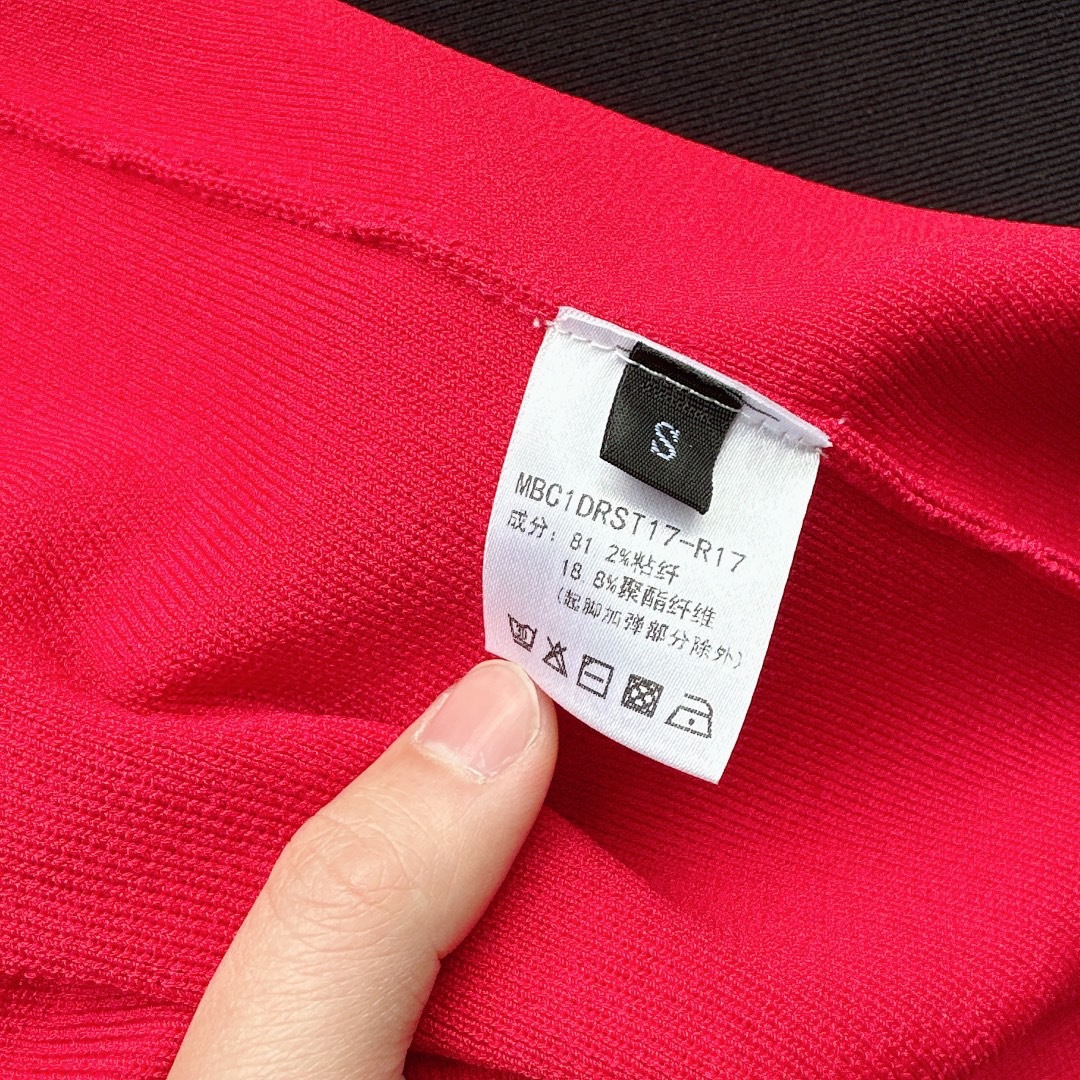 S
MBC1DRST17-R17
成分: 81.2%粘纤
18.8%聚酯纤维
(起脚加弹部分除外)
30